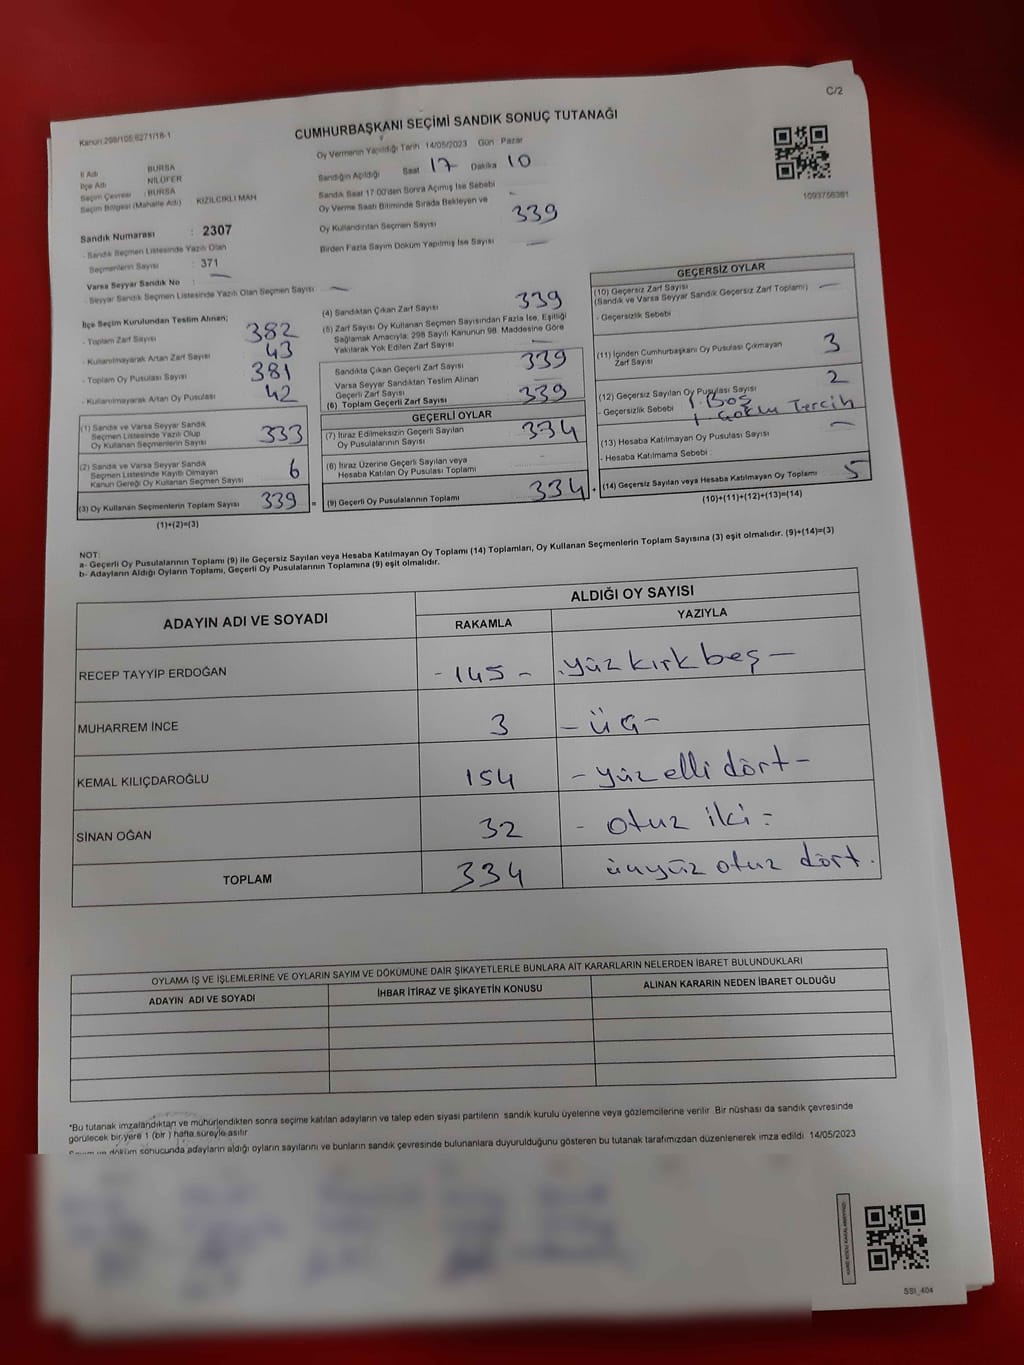 C/2
Kanun:298/105;6271/18-1
CUMHURBAŞKANI SEÇİMİ SANDIK SONUÇ TUTANAĞI
Oy Vermenin Yapıldığı Tarih 14/05/2023 Gün : Pazar
İl Adı BURSA
İlçe Adı NİLÜFER
Seçim Çevresi : BURSA
Seçim Bölgesi (Mahalle Adı) KIZILCIKLI MAH
Sandığın Açıldığı Saat 17 Dakika 10
Sandık Saat 17:00'den Sonra Açılmış İse Sebebi
Oy Verme Saati Bitiminde Sırada Bekleyen ve
Oy Kullandırılan Seçmen Sayısı 339
Birden Fazla Sayım Döküm Yapılmış İse Sayısı —
1093756381
Sandık Numarası : 2307
- Sandık Seçmen Listesinde Yazılı Olan
Seçmenlerin Sayısı : 371
Varsa Seyyar Sandık No : —
- Seyyar Sandık Seçmen Listesinde Yazılı Olan Seçmen Sayısı —
İlçe Seçim Kurulundan Teslim Alınan;
- Toplam Zarf Sayısı 382
- Kullanılmayarak Artan Zarf Sayısı 43
- Toplam Oy Pusulası Sayısı 381
- Kullanılmayarak Artan Oy Pusulası 42
(1) Sandık ve Varsa Seyyar Sandık
Seçmen Listesinde Yazılı Olup
Oy Kullanan Seçmenlerin Sayısı 333
(2) Sandık ve Varsa Seyyar Sandık
Seçmen Listesinde Kayıtlı Olmayan
Kanun Gereği Oy Kullanan Seçmen Sayısı 6
(3) Oy Kullanan Seçmenlerin Toplam Sayısı 339 =
(1)+(2)=(3)
(4) Sandıktan Çıkan Zarf Sayısı 339
(5) Zarf Sayısı Oy Kullanan Seçmen Sayısından Fazla İse, Eşitliği
Sağlamak Amacıyla; 298 Sayılı Kanunun 98. Maddesine Göre
Yakılarak Yok Edilen Zarf Sayısı —
Sandıkta Çıkan Geçerli Zarf Sayısı 339
Varsa Seyyar Sandıktan Teslim Alınan
Geçerli Zarf Sayısı
(6) Toplam Geçerli Zarf Sayısı 339
GEÇERLİ OYLAR
(7) İtiraz Edilmeksizin Geçerli Sayılan
Oy Pusulalarının Sayısı 334
(8) İtiraz Üzerine Geçerli Sayılan veya
Hesaba Katılan Oy Pusulası Toplamı
(9) Geçerli Oy Pusulalarının Toplamı 334 +
GEÇERSİZ OYLAR
(10) Geçersiz Zarf Sayısı
(Sandık ve Varsa Seyyar Sandık Geçersiz Zarf Toplamı) —
- Geçersizlik Sebebi :
(11) İçinden Cumhurbaşkanı Oy Pusulası Çıkmayan
Zarf Sayısı 3
(12) Geçersiz Sayılan Oy Pusulası Sayısı 2
- Geçersizlik Sebebi : 1 Boş
1 Çoklu Tercih
(13) Hesaba Katılmayan Oy Pusulası Sayısı —
- Hesaba Katılmama Sebebi :
(14) Geçersiz Sayılan veya Hesaba Katılmayan Oy Toplamı 5
(10)+(11)+(12)+(13)=(14)
NOT:
a- Geçerli Oy Pusulalarının Toplamı (9) ile Geçersiz Sayılan veya Hesaba Katılmayan Oy Toplamı (14) Toplamları, Oy Kullanan Seçmenlerin Toplam Sayısına (3) eşit olmalıdır. (9)+(14)=(3)
b- Adayların Aldığı Oyların Toplamı, Geçerli Oy Pusulalarının Toplamına (9) eşit olmalıdır.
ADAYIN ADI VE SOYADI
ALDIĞI OY SAYISI
RAKAMLA YAZIYLA
RECEP TAYYİP ERDOĞAN - 145 - yüz kırk beş —
MUHARREM İNCE 3 - üç -
KEMAL KILIÇDAROĞLU 154 - yüz elli dört -
SİNAN OĞAN 32 - otuz iki =
TOPLAM 334 üçyüz otuz dört.
OYLAMA İŞ VE İŞLEMLERİNE VE OYLARIN SAYIM VE DÖKÜMÜNE DAİR ŞİKAYETLERLE BUNLARA AİT KARARLARIN NELERDEN İBARET BULUNDUKLARI
ADAYIN ADI VE SOYADI İHBAR İTİRAZ VE ŞİKAYETİN KONUSU ALINAN KARARIN NEDEN İBARET OLDUĞU
*Bu tutanak imzalandıktan ve mühürlendikten sonra seçime katılan adayların ve talep eden siyasi partilerin sandık kurulu üyelerine veya gözlemcilerine verilir. Bir nüshası da sandık çevresinde
görülecek bir yere 1 (bir ) hafta süreyle asılır
Sayım ve döküm sonucunda adayların aldığı oyların sayılarını ve bunların sandık çevresinde bulunanlara duyurulduğunu gösteren bu tutanak tarafımızdan düzenlenerek imza edildi. 14/05/2023
SSI_404